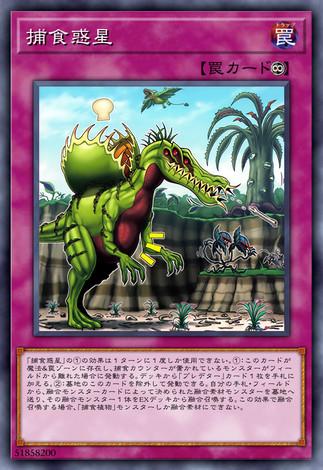 捕食惑星
罠
トラップ
【罠カード】
「捕食惑星」の①の効果は1ターンに1度しか使用できない。①：このカードが
魔法&罠ゾーンに存在し、捕食カウンターが置かれているモンスターがフィ
ールドから離れた場合に発動する。デッキから「プレデター」カード1枚を手札に
加える。②：墓地のこのカードを除外して発動できる。自分の手札・フィールド
から、融合モンスターカードによって決められた融合素材モンスターを墓地へ
送り、その融合モンスター1体をEXデッキから融合召喚する。この効果で融合
召喚する場合、「捕食植物」モンスターしか融合素材にできない。
51858200